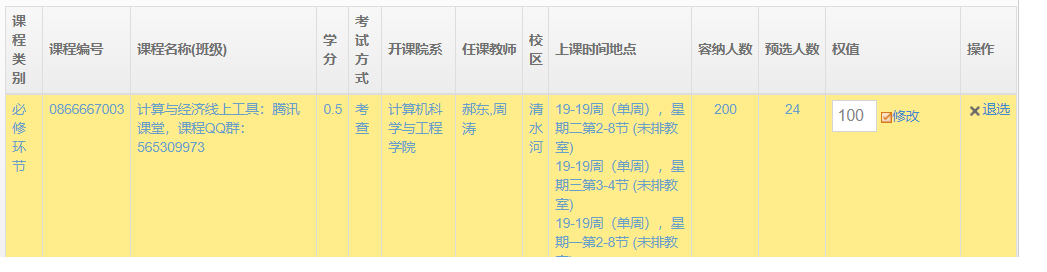 课程类别 课程编号 课程名称(班级) 学分 考试方式 开课院系 任课教师 校区 上课时间地点 容纳人数 预选人数 权值 操作
必修环节
0866667003
计算与经济线上工具：腾讯
课堂，课程QQ群：
565309973
0.5
考查
计算机科
学与工程
学院
郝东,周
涛
清水河
19-19周（单周），星
期二第2-8节 (未排教
室)
19-19周（单周），星
期三第3-4节 (未排教
室)
19-19周（单周），星
期一第2-8节 (未排教
200
24
100 修改
退选